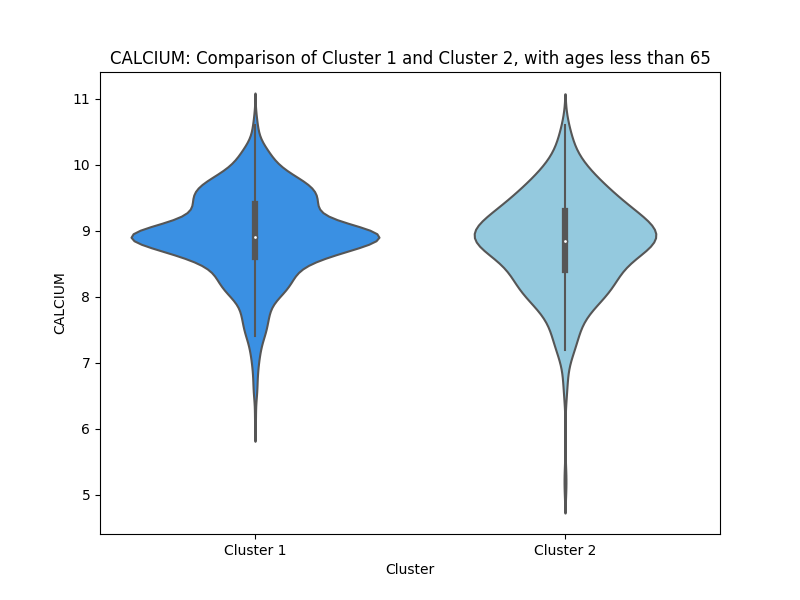 CALCIUM: Comparison of Cluster 1 and Cluster 2, with ages less than 65
11
10
9
8
7
6
5
CALCIUM
Cluster 1
Cluster 2
Cluster